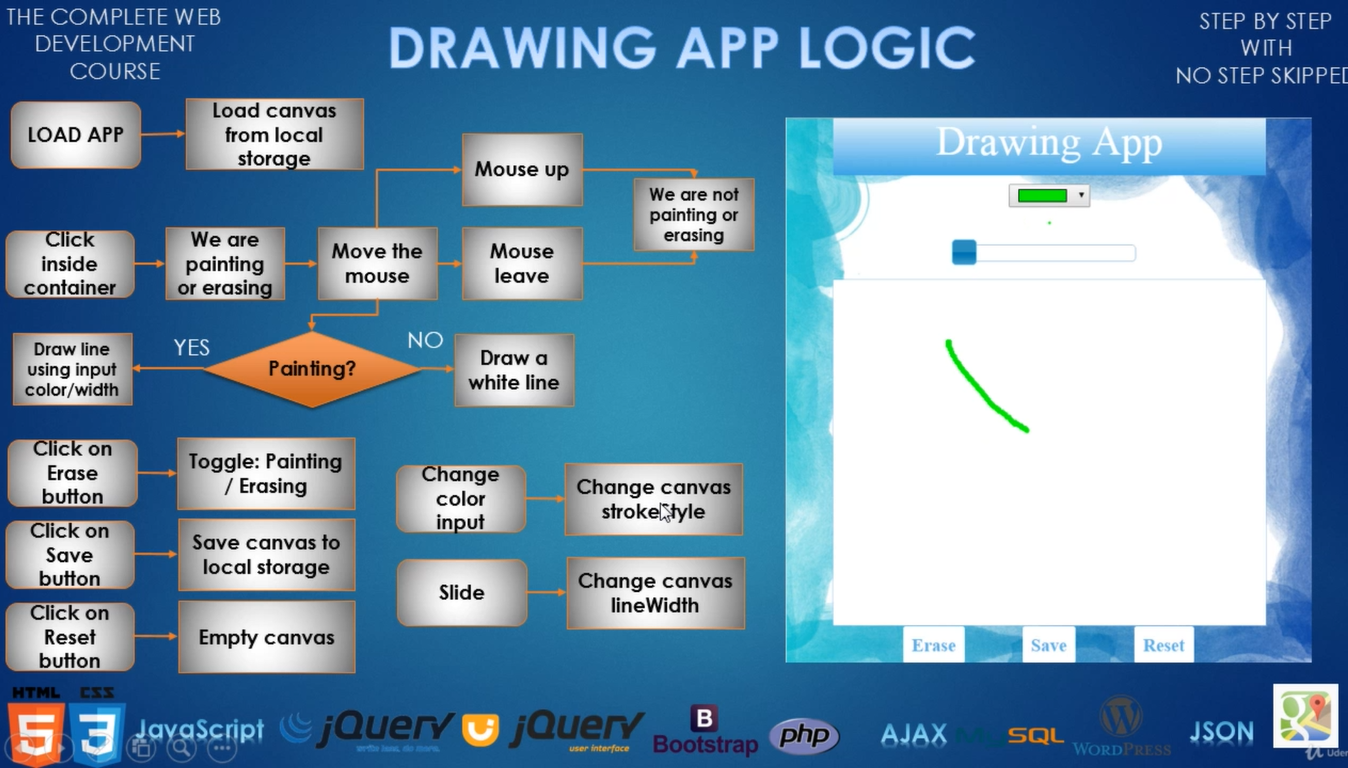 THE COMPLETE WEB
DEVELOPMENT
COURSE
DRAWING APP LOGIC
STEP BY STEP
WITH
NO STEP SKIPPED
LOAD APP
Load canvas
from local
storage
Mouse up
We are not
painting or
erasing
Click
inside
container
We are
painting
or erasing
Move the
mouse
Mouse
leave
Draw line
using input
color/width
YES
Painting?
NO
Draw a
white line
Click on
Erase
button
Toggle: Painting
/ Erasing
Click on
Save
button
Save canvas to
local storage
Click on
Reset
button
Empty canvas
Change
color
input
Change canvas
strokeStyle
Slide
Change canvas
lineWidth
Drawing App
Erase
Save
Reset
HTML
5
CSS
3
JavaScript
jQuery
write less, do more.
jQuery
user interface
B
Bootstrap
php
AJAX
MySQL
W
WORDPRESS
JSON
g
Uder